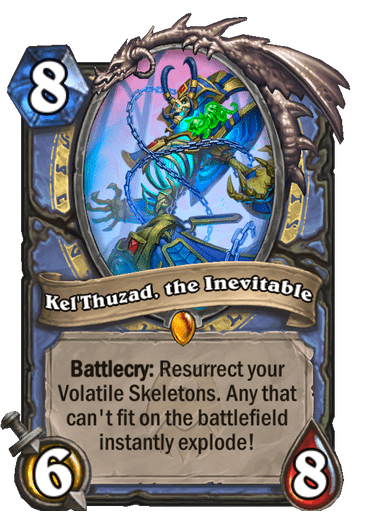 8
Kel'Thuzad, the Inevitable
Battlecry: Resurrect your
Volatile Skeletons. Any that
can't fit on the battlefield
instantly explode!
6
8